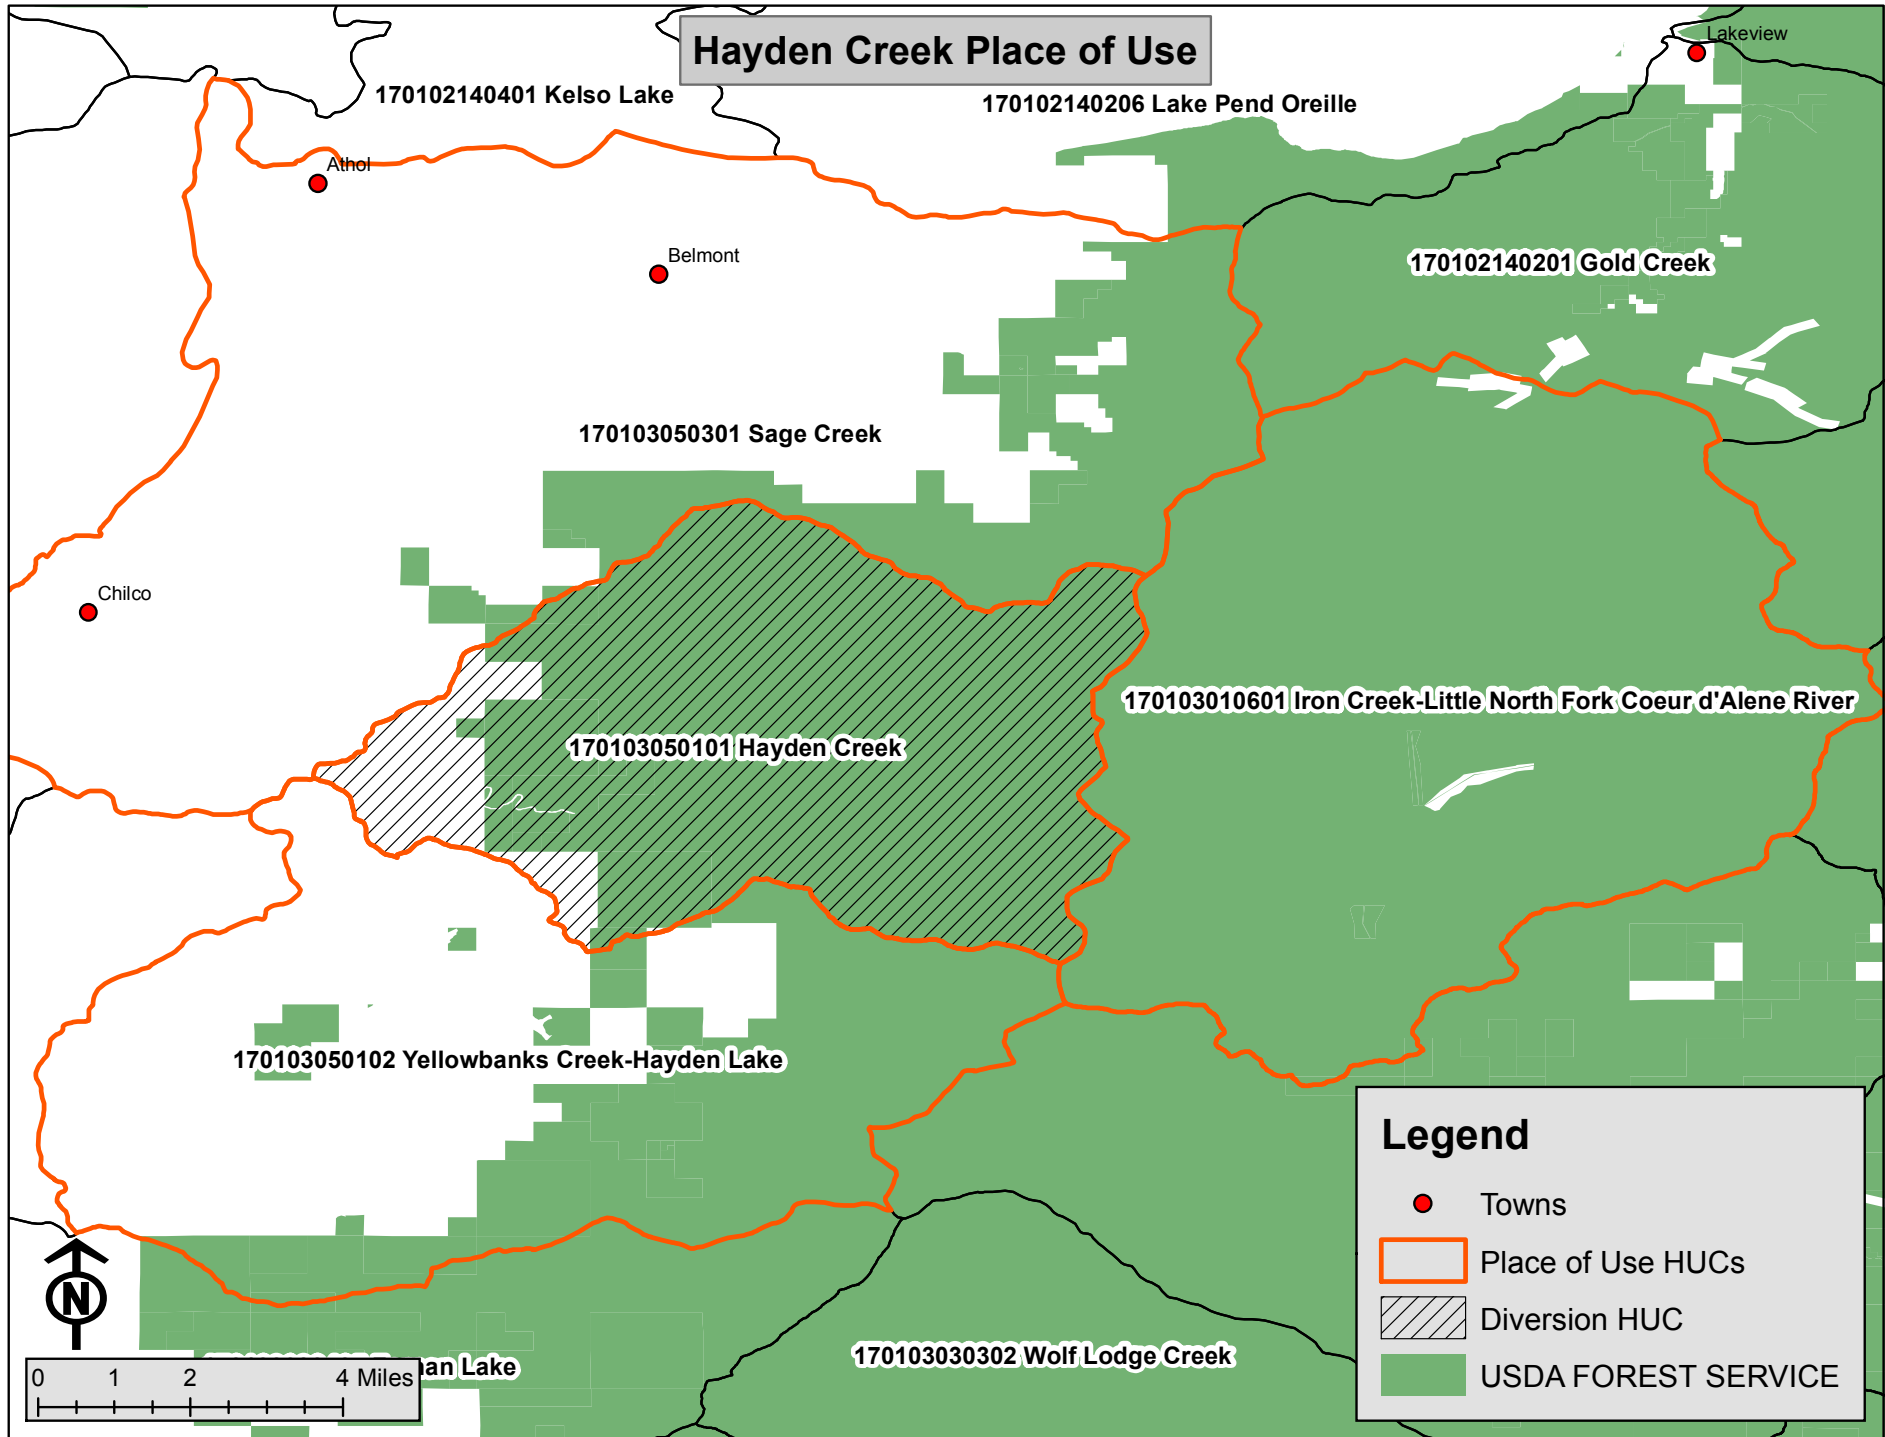 Hayden Creek Place of Use
Lakeview
170102140401 Kelso Lake
170102140206 Lake Pend Oreille
Athol
Belmont
170102140201 Gold Creek
170103050301 Sage Creek
Chilco
170103010601 Iron Creek-Little North Fork Coeur d'Alene River
170103050101 Hayden Creek
170103050102 Yellowbanks Creek-Hayden Lake
170103030302 Wolf Lodge Creek
Lake
N
0 1 2 4 Miles
Legend
Towns
Place of Use HUCs
Diversion HUC
USDA FOREST SERVICE